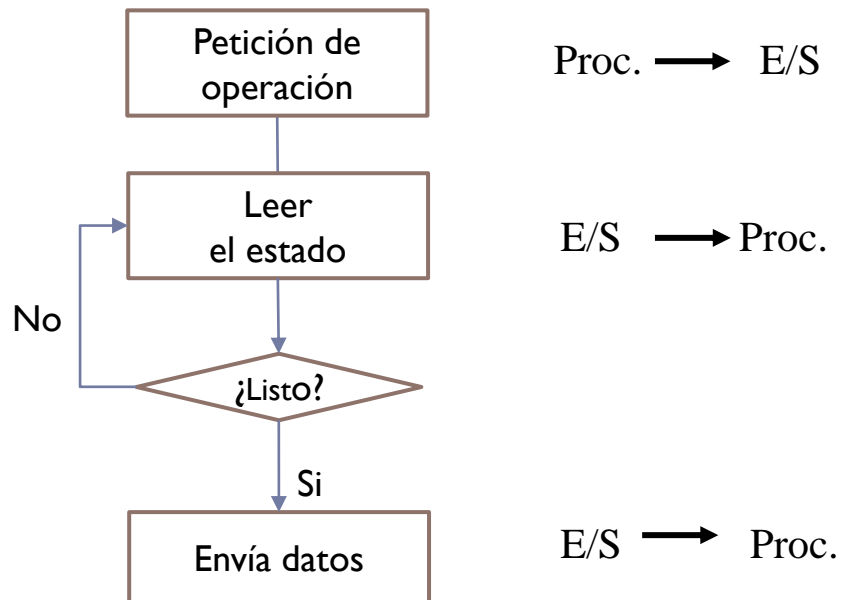 Petición de
operación
Proc. E/S
Leer
el estado
E/S Proc.
No
¿Listo?
Si
Envía datos
E/S Proc.